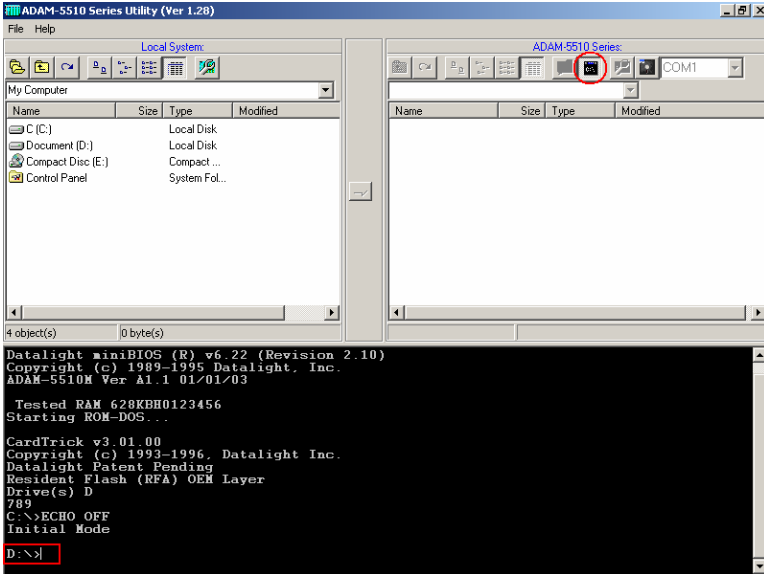 ADAM-5510 Series Utility (Ver 1.28)
File Help
Local System:
My Computer
Name Size Type Modified
C (C:) Local Disk
Document (D:) Local Disk
Compact Disc (E:) Compact ...
Control Panel System Fol...
4 object(s) 0 byte(s)
ADAM-5510 Series:
COM1
Name Size Type Modified
Datalight miniBIOS (R) v6.22 (Revision 2.10)
Copyright (c) 1989-1995 Datalight, Inc.
ADAM-5510M Ver A1.1 01/01/03
Tested RAM 628KBH0123456
Starting ROM-DOS...
CardTrick v3.01.00
Copyright (c) 1993-1996, Datalight Inc.
Datalight Patent Pending
Resident Flash (RFA) OEM Layer
Drive(s) D
789
C:\>ECHO OFF
Initial Mode
D:\>